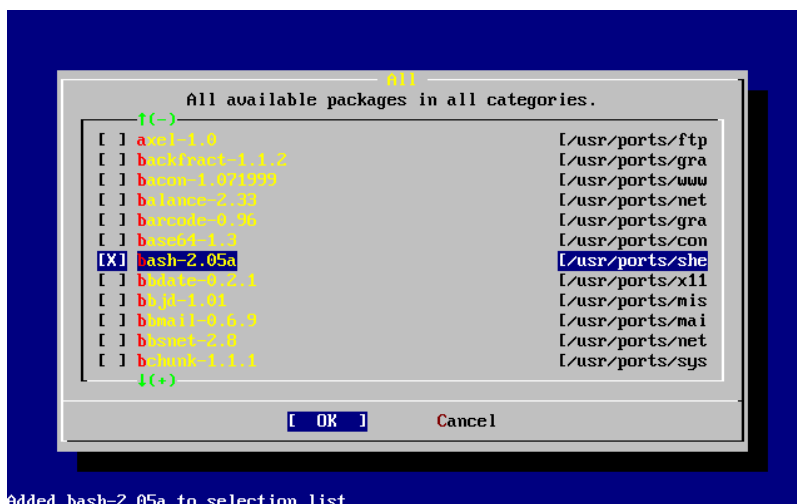 All
All available packages in all categories.
↑(-)
[ ] axel-1.0 [/usr/ports/ftp
[ ] backfract-1.1.2 [/usr/ports/gra
[ ] bacon-1.071999 [/usr/ports/www
[ ] balance-2.33 [/usr/ports/net
[ ] barcode-0.96 [/usr/ports/gra
[ ] base64-1.3 [/usr/ports/con
[X] bash-2.05a [/usr/ports/she
[ ] bbdate-0.2.1 [/usr/ports/x11
[ ] bbjd-1.01 [/usr/ports/mis
[ ] bbmail-0.6.9 [/usr/ports/mai
[ ] bbsnet-2.8 [/usr/ports/net
[ ] bchunk-1.1.1 [/usr/ports/sys
↓(+)
[ OK ] Cancel
Added bash-2.05a to selection list